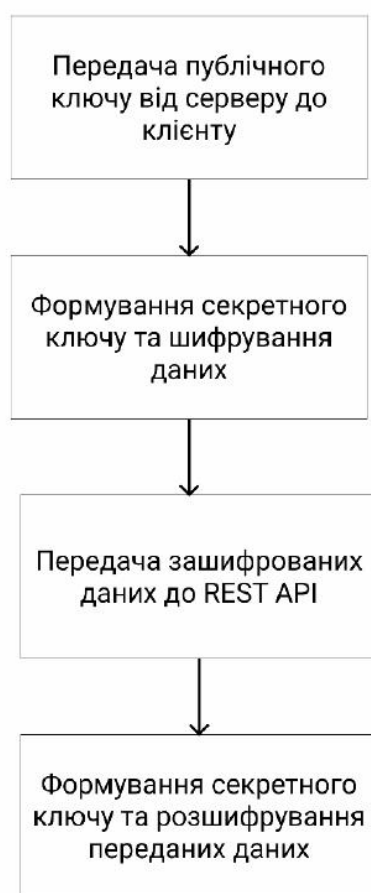 Передача публічного
ключу від серверу до
клієнту
Формування секретного
ключу та шифрування
даних
Передача зашифрованих
даних до REST API
Формування секретного
ключу та розшифрування
переданих даних